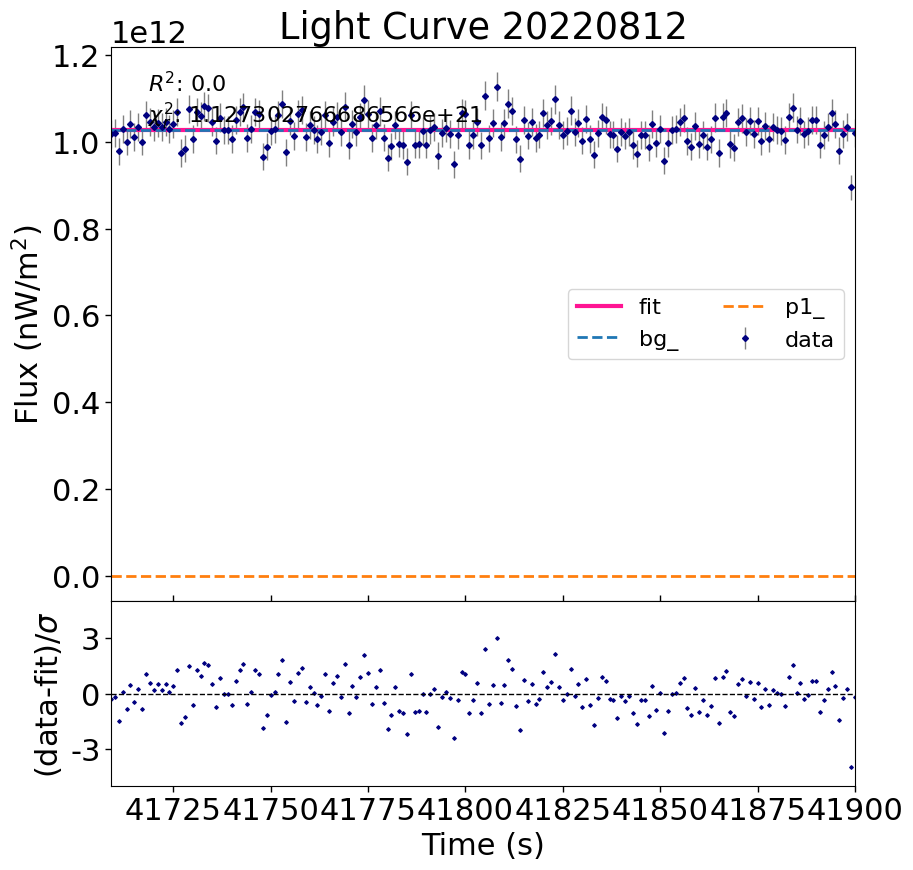 Light Curve 20220812
1e12
R²: 0.0
1.2
1.0
0.8
0.6
0.4
0.2
0.0
Flux (nW/m²)
fit
bg_
p1_
data
3
0
-3
(data-fit)/σ
41725 41750 41775 41800 41825 41850 41875 41900
Time (s)